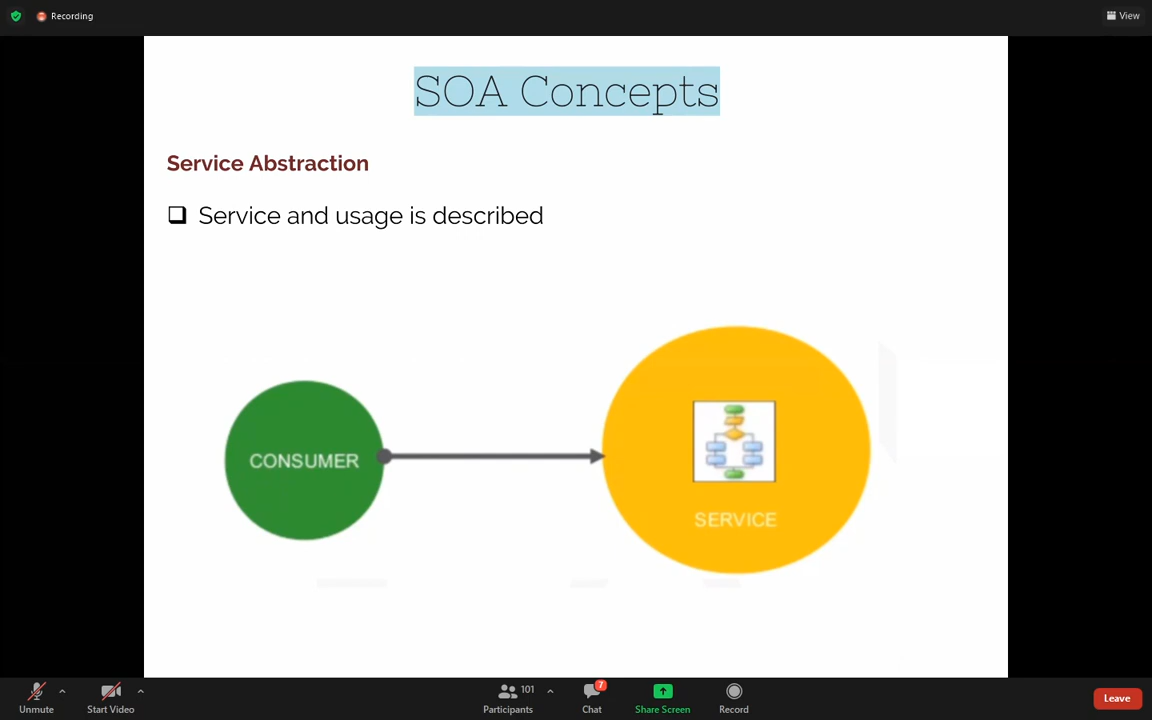 Recording
View
SOA Concepts
Service Abstraction
Service and usage is described
CONSUMER
SERVICE
Unmute
Start Video
101
Participants
7
Chat
Share Screen
Record
Leave